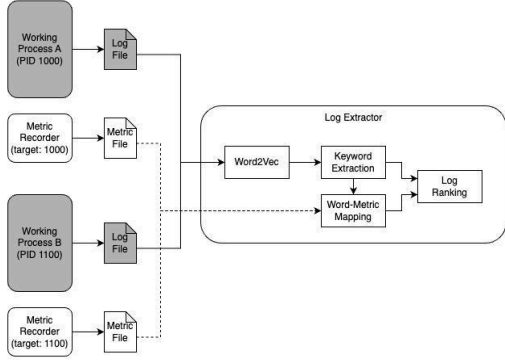 Working
Process A
(PID 1000)
Log
File
Metric
Recorder
(target: 1000)
Metric
File
Log Extractor
Word2Vec
Keyword
Extraction
Log
Ranking
Word-Metric
Mapping
Working
Process B
(PID 1100)
Log
File
Metric
Recorder
(target: 1100)
Metric
File